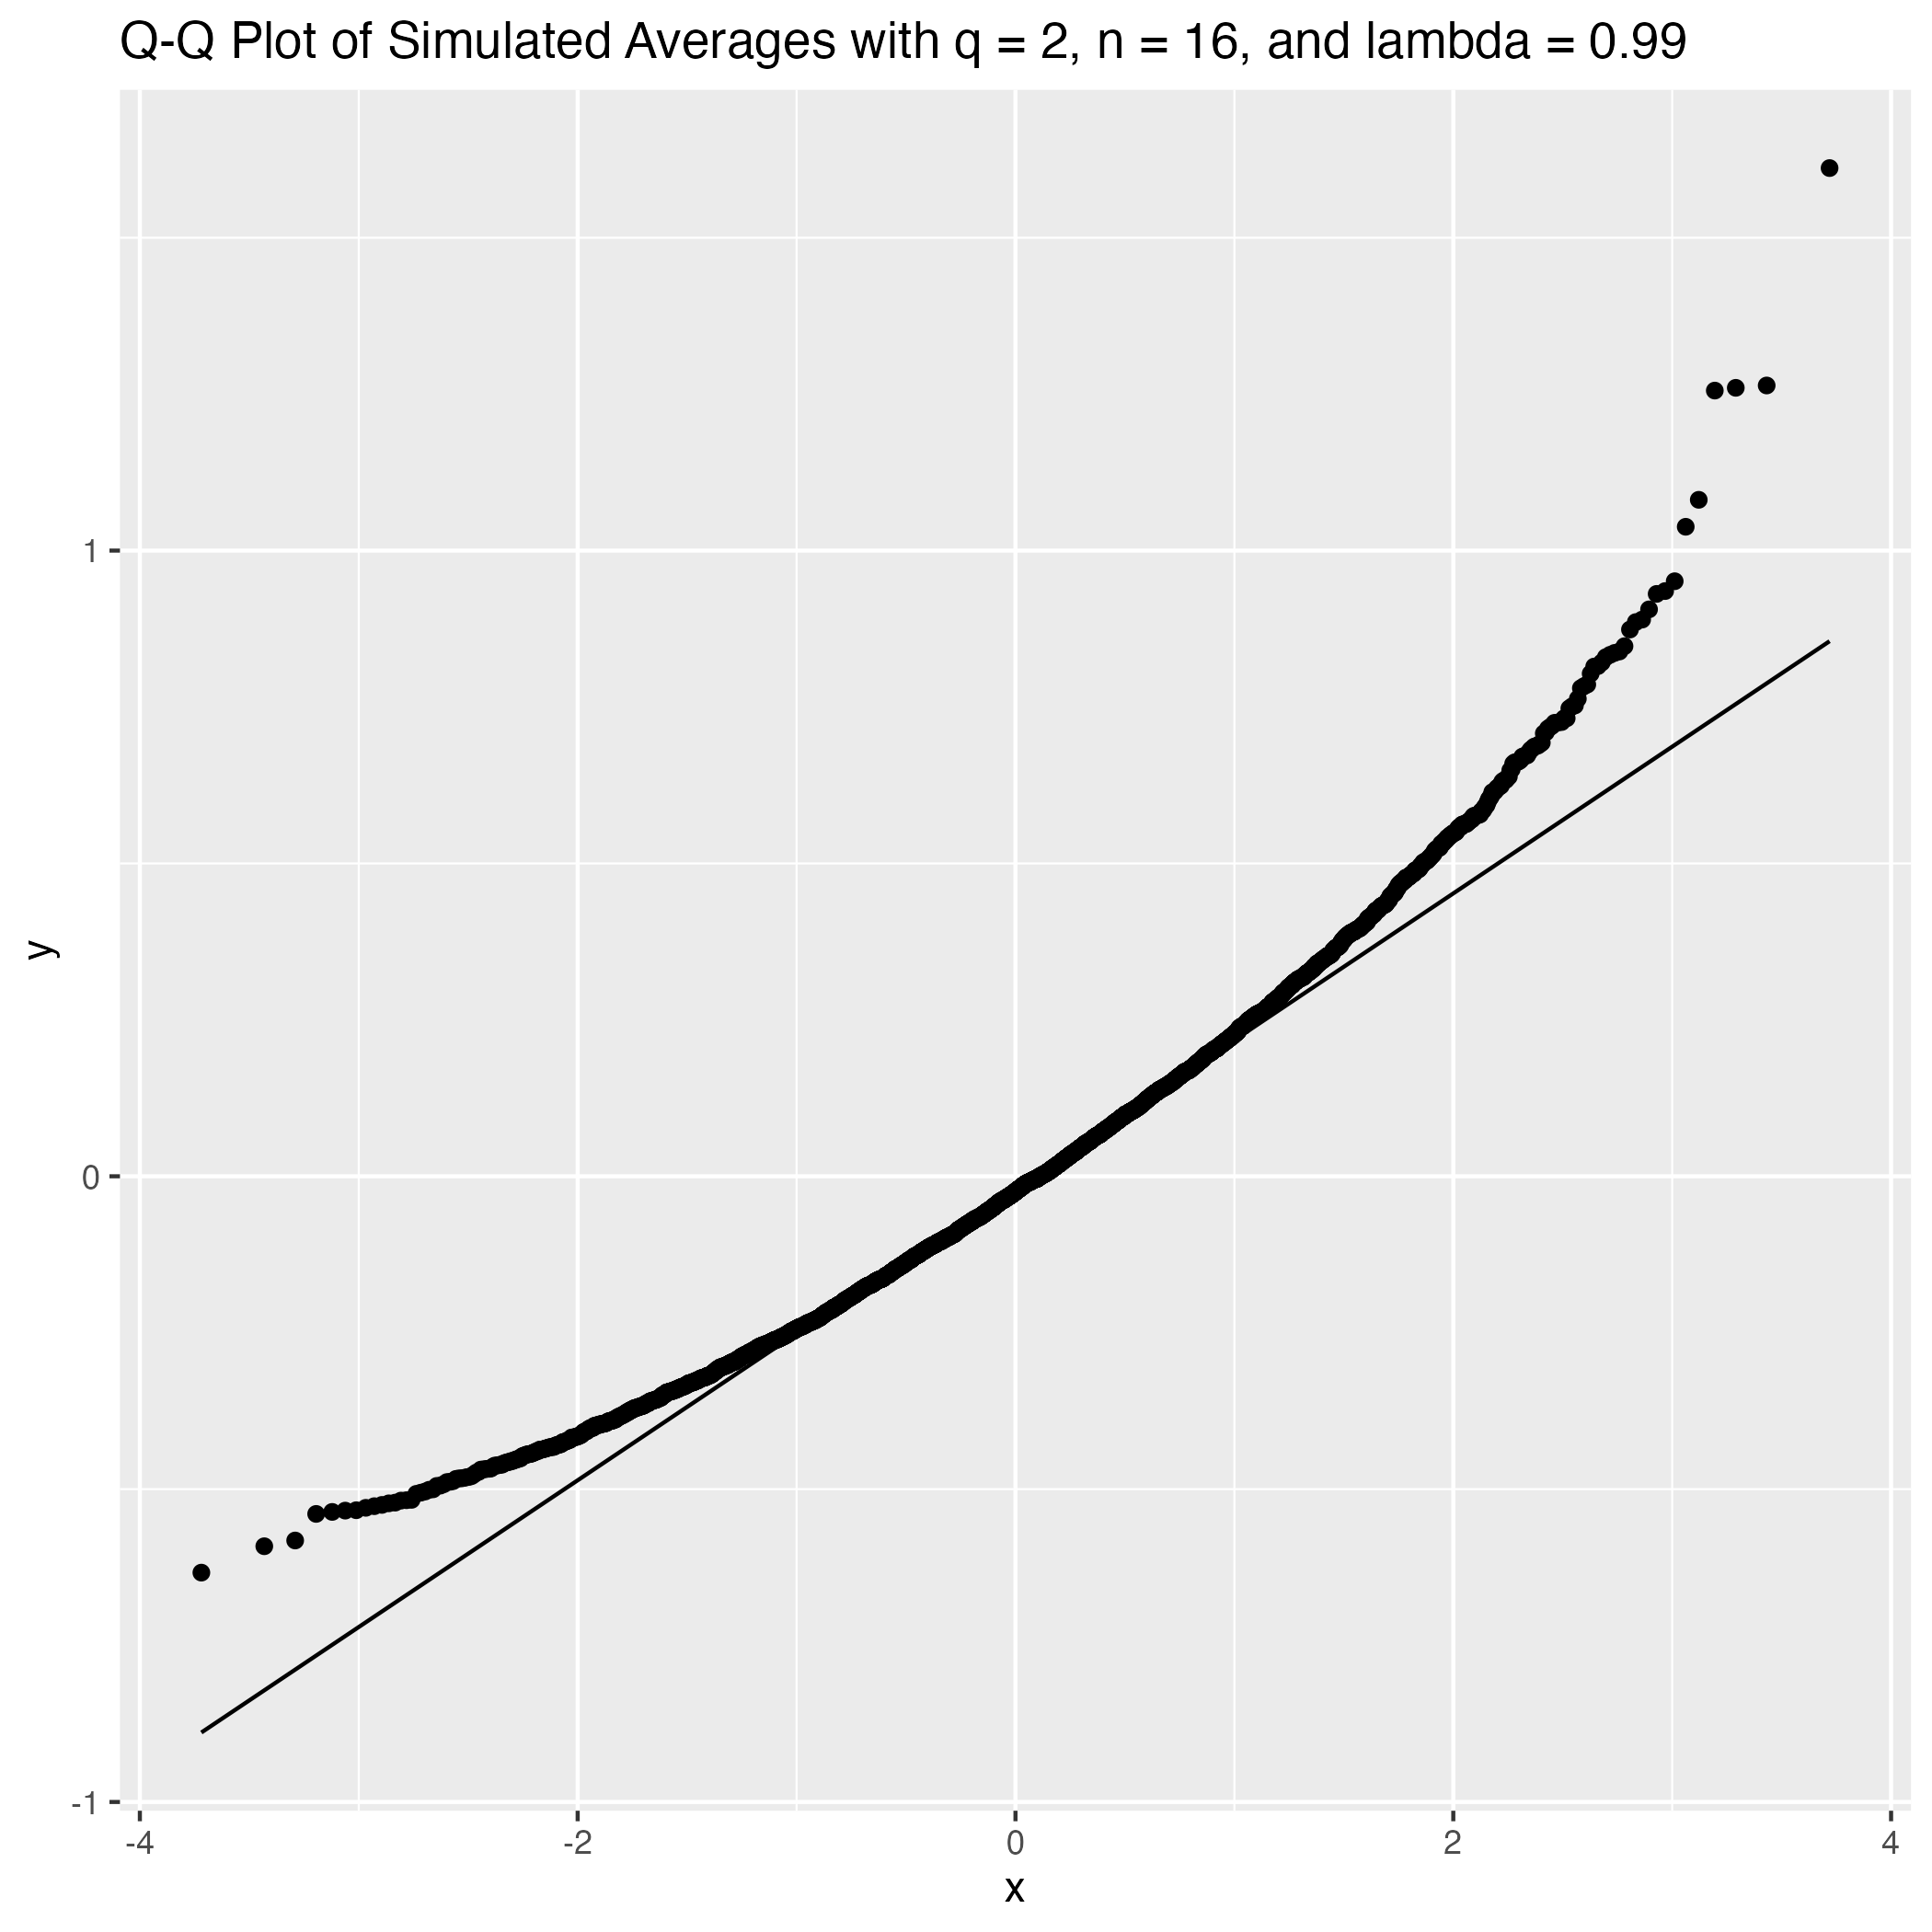 Q-Q Plot of Simulated Averages with q = 2, n = 16, and lambda = 0.99
1
0
-1
y
-4 -2 0 2 4
x